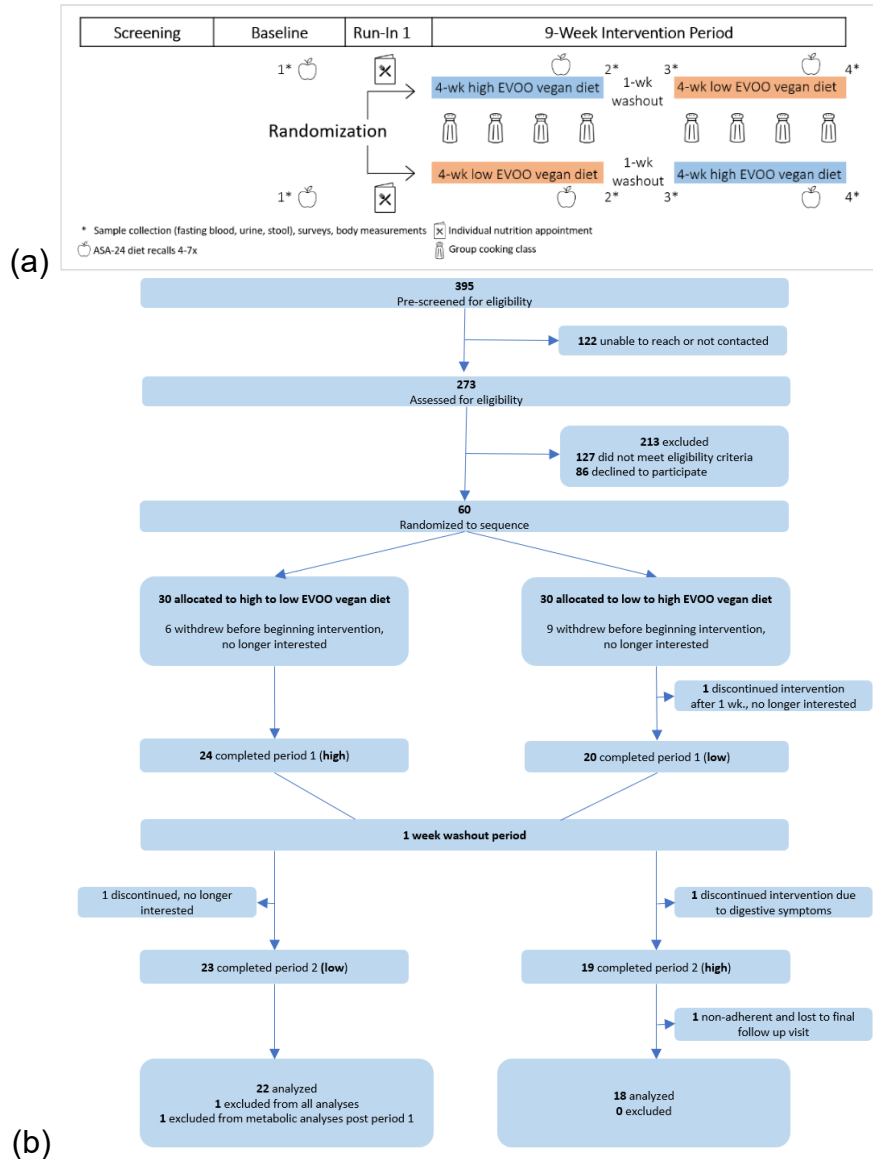 Screening Baseline Run-In 1 9-Week Intervention Period
1* 2* 3* 4*
4-wk high EVOO vegan diet 1-wk washout 4-wk low EVOO vegan diet
Randomization
4-wk low EVOO vegan diet 1-wk washout 4-wk high EVOO vegan diet
1* 2* 3* 4*
* Sample collection (fasting blood, urine, stool), surveys, body measurements Individual nutrition appointment
ASA-24 diet recalls 4-7x Group cooking class
(a)
395
Pre-screened for eligibility
122 unable to reach or not contacted
273
Assessed for eligibility
213 excluded
127 did not meet eligibility criteria
86 declined to participate
60
Randomized to sequence
30 allocated to high to low EVOO vegan diet
6 withdrew before beginning intervention,
no longer interested
30 allocated to low to high EVOO vegan diet
9 withdrew before beginning intervention,
no longer interested
1 discontinued intervention
after 1 wk., no longer interested
24 completed period 1 (high)
20 completed period 1 (low)
1 week washout period
1 discontinued, no longer
interested
1 discontinued intervention due
to digestive symptoms
23 completed period 2 (low)
19 completed period 2 (high)
1 non-adherent and lost to final
follow up visit
22 analyzed
1 excluded from all analyses
1 excluded from metabolic analyses post period 1
18 analyzed
0 excluded
(b)